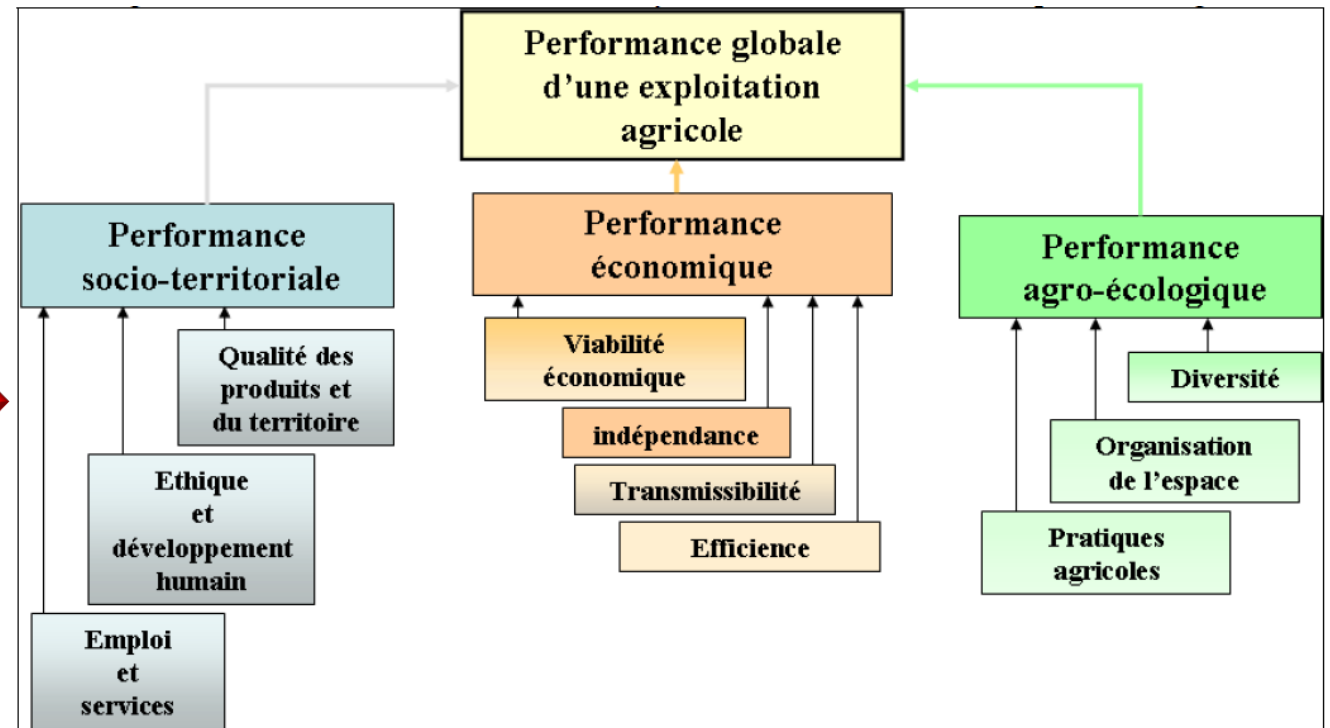 Performance globale
d'une exploitation
agricole
Performance
socio-territoriale
Performance
économique
Performance
agro-écologique
Qualité des
produits et
du territoire
Ethique
et
développement
humain
Emploi
et
services
Viabilité
économique
indépendance
Transmissibilité
Efficience
Diversité
Organisation
de l'espace
Pratiques
agricoles